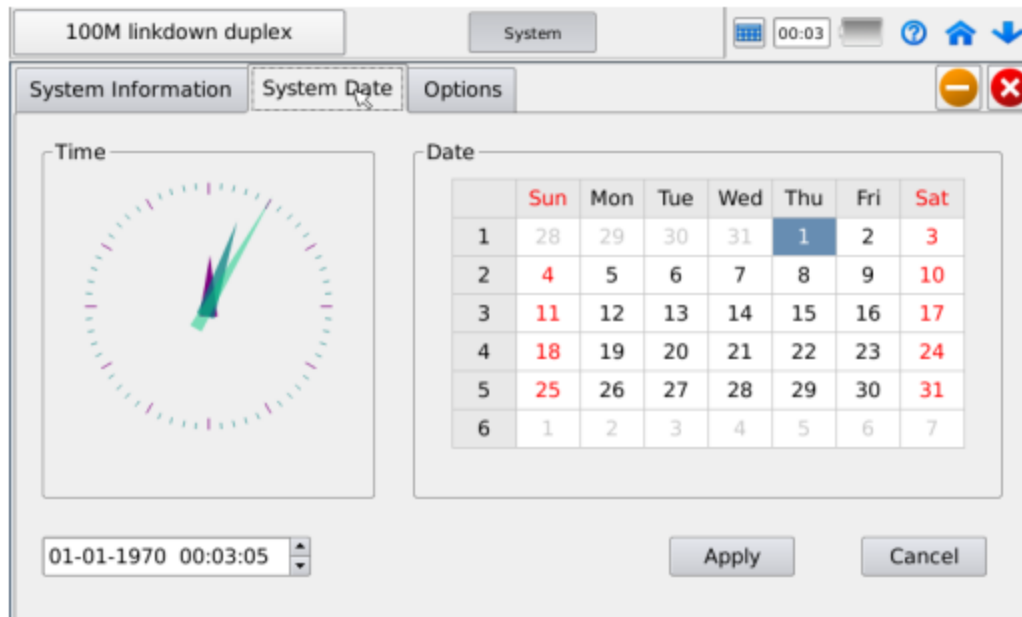 100M linkdown duplex System 00:03
System Information System Date Options
Time Date
Sun Mon Tue Wed Thu Fri Sat
1 28 29 30 31 1 2 3
2 4 5 6 7 8 9 10
3 11 12 13 14 15 16 17
4 18 19 20 21 22 23 24
5 25 26 27 28 29 30 31
6 1 2 3 4 5 6 7
01-01-1970 00:03:05 Apply Cancel